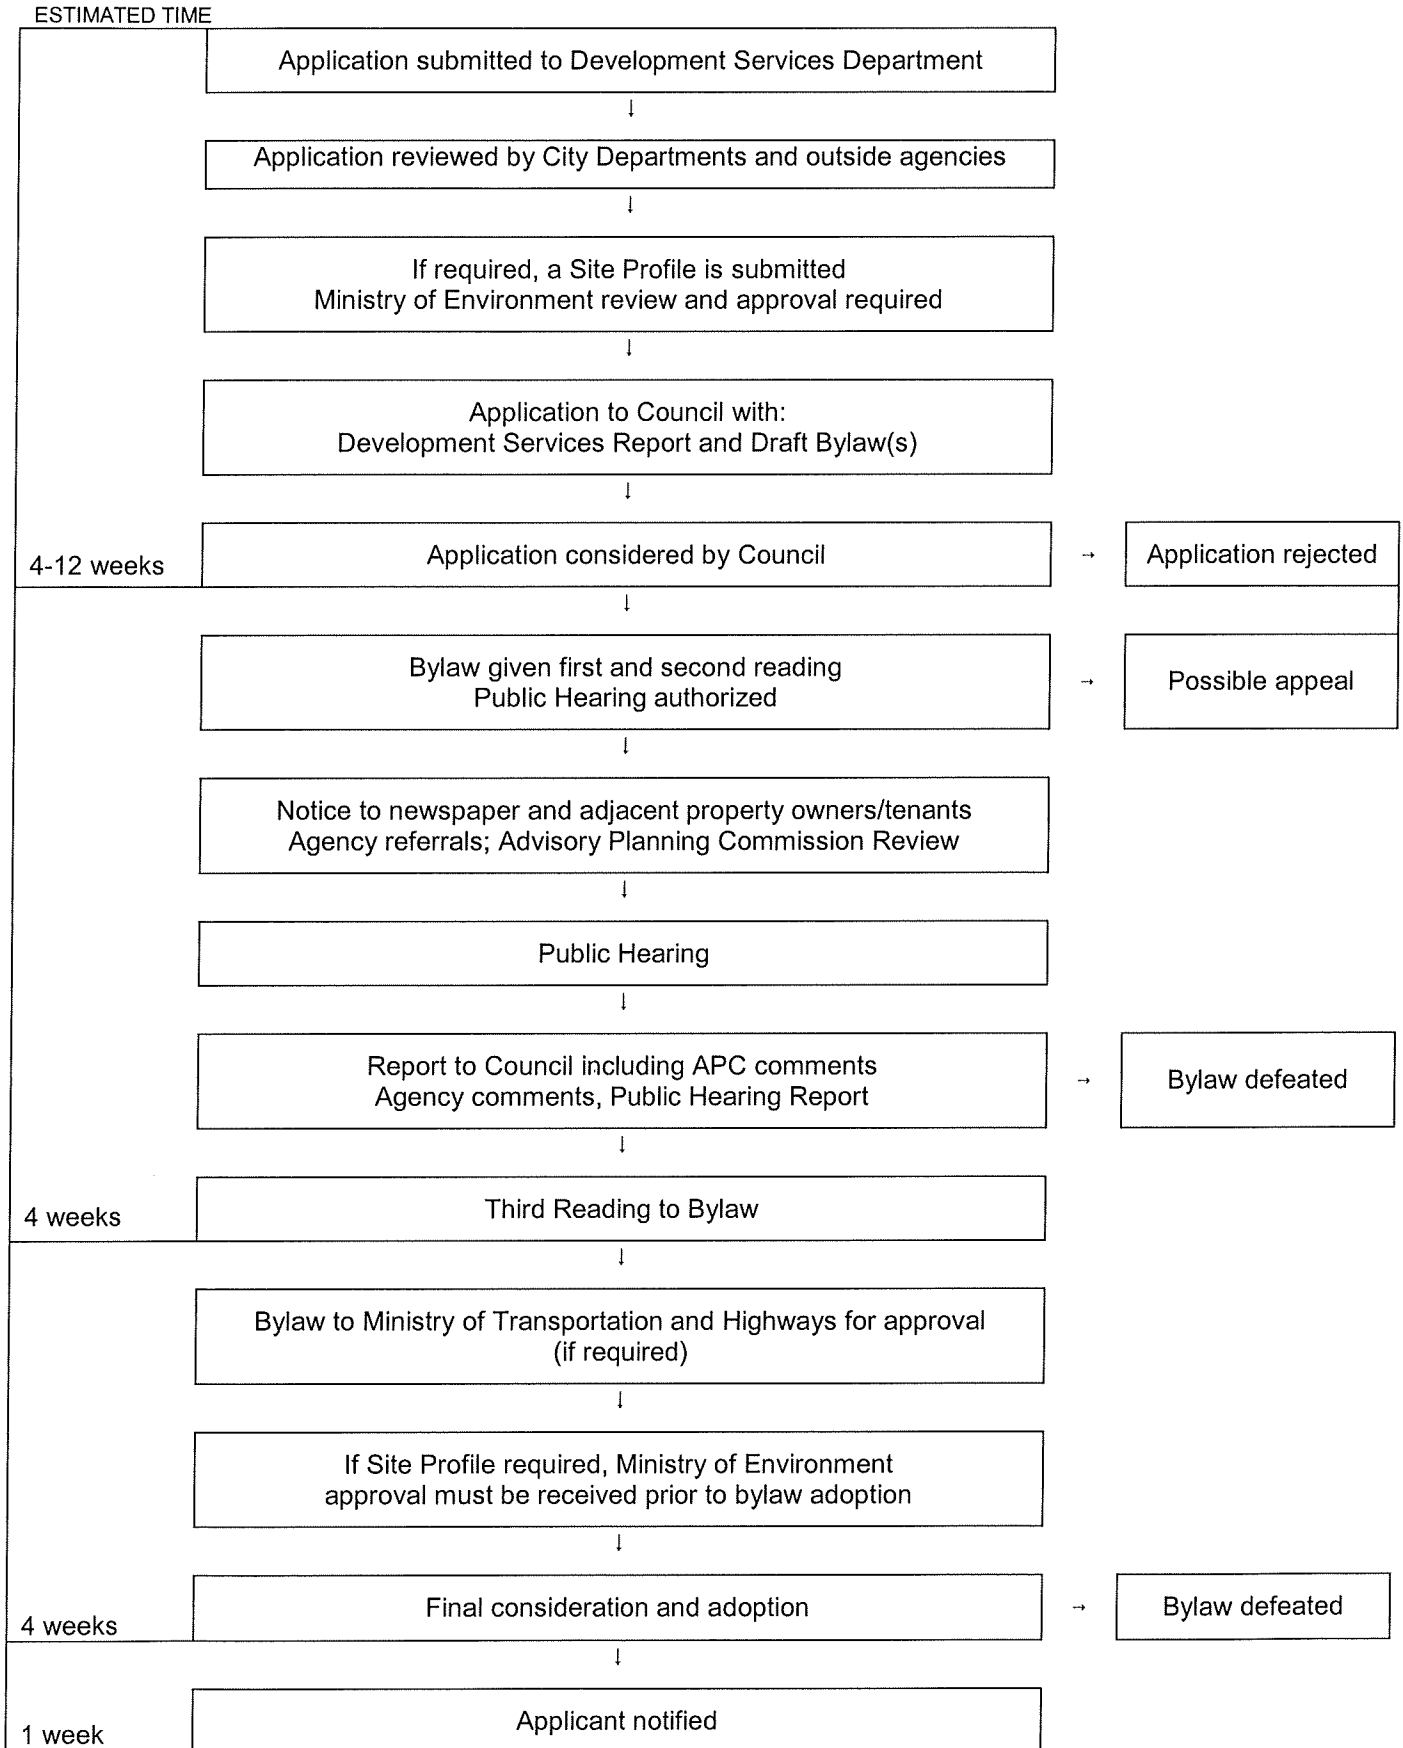 ESTIMATED TIME
Application submitted to Development Services Department
↓
Application reviewed by City Departments and outside agencies
↓
If required, a Site Profile is submitted
Ministry of Environment review and approval required
↓
Application to Council with:
Development Services Report and Draft Bylaw(s)
↓
4-12 weeks
Application considered by Council
→
Application rejected
↓
Bylaw given first and second reading
Public Hearing authorized
→
Possible appeal
↓
Notice to newspaper and adjacent property owners/tenants
Agency referrals; Advisory Planning Commission Review
↓
Public Hearing
↓
Report to Council including APC comments
Agency comments, Public Hearing Report
→
Bylaw defeated
↓
4 weeks
Third Reading to Bylaw
↓
Bylaw to Ministry of Transportation and Highways for approval
(if required)
↓
If Site Profile required, Ministry of Environment
approval must be received prior to bylaw adoption
↓
4 weeks
Final consideration and adoption
→
Bylaw defeated
↓
1 week
Applicant notified